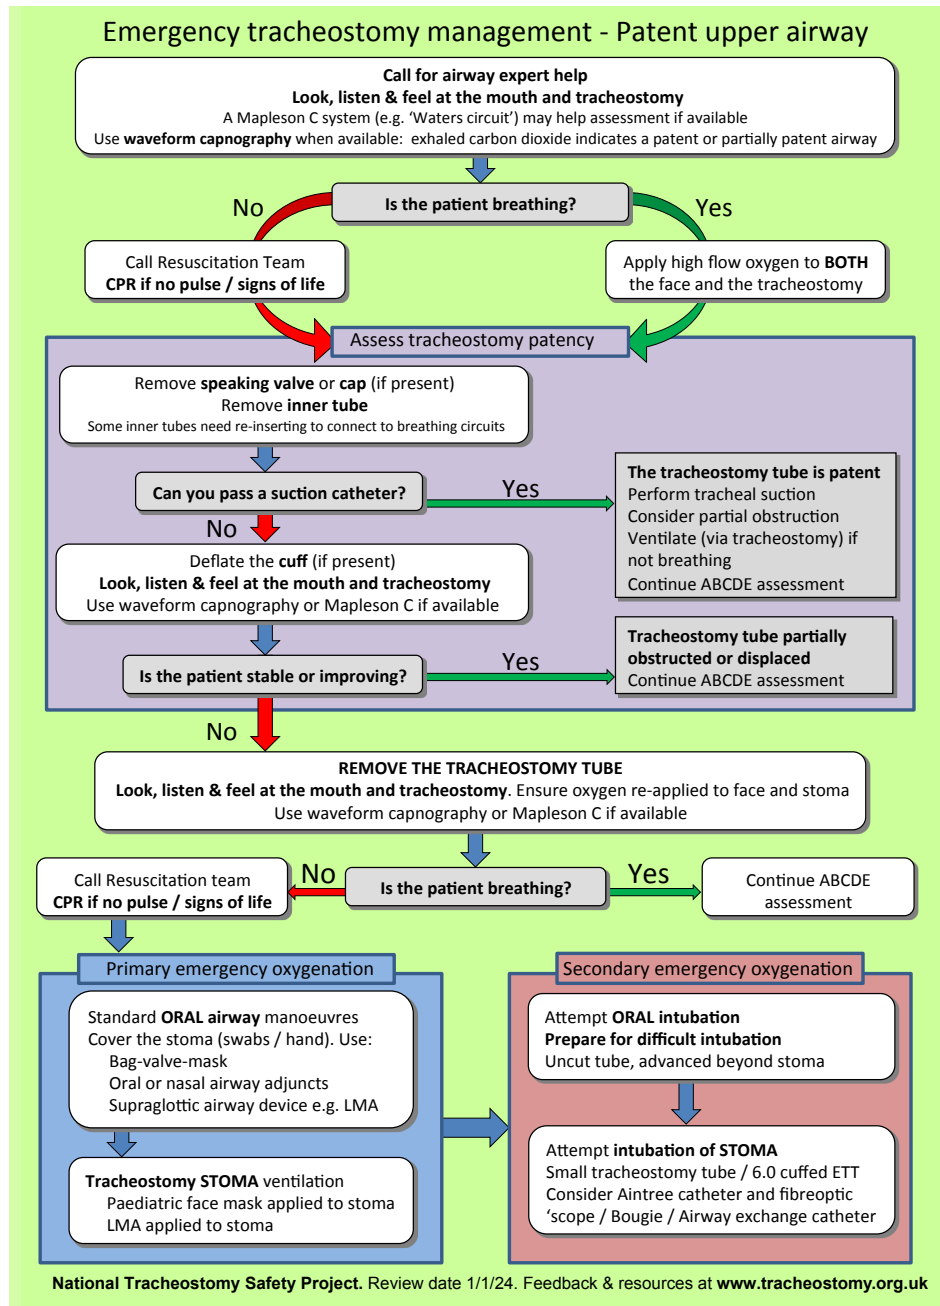 Emergency tracheostomy management - Patent upper airway
Call for airway expert help
Look, listen & feel at the mouth and tracheostomy
A Mapleson C system (e.g. ‘Waters circuit’) may help assessment if available
Use waveform capnography when available: exhaled carbon dioxide indicates a patent or partially patent airway
Is the patient breathing?
No
Yes
Call Resuscitation Team
CPR if no pulse / signs of life
Apply high flow oxygen to BOTH
the face and the tracheostomy
Assess tracheostomy patency
Remove speaking valve or cap (if present)
Remove inner tube
Some inner tubes need re-inserting to connect to breathing circuits
Can you pass a suction catheter?
Yes
The tracheostomy tube is patent
Perform tracheal suction
Consider partial obstruction
Ventilate (via tracheostomy) if
not breathing
Continue ABCDE assessment
No
Deflate the cuff (if present)
Look, listen & feel at the mouth and tracheostomy
Use waveform capnography or Mapleson C if available
Is the patient stable or improving?
Yes
Tracheostomy tube partially
obstructed or displaced
Continue ABCDE assessment
No
REMOVE THE TRACHEOSTOMY TUBE
Look, listen & feel at the mouth and tracheostomy. Ensure oxygen re-applied to face and stoma
Use waveform capnography or Mapleson C if available
Is the patient breathing?
No
Yes
Call Resuscitation team
CPR if no pulse / signs of life
Continue ABCDE
assessment
Primary emergency oxygenation
Standard ORAL airway manoeuvres
Cover the stoma (swabs / hand). Use:
Bag-valve-mask
Oral or nasal airway adjuncts
Supraglottic airway device e.g. LMA
Tracheostomy STOMA ventilation
Paediatric face mask applied to stoma
LMA applied to stoma
Secondary emergency oxygenation
Attempt ORAL intubation
Prepare for difficult intubation
Uncut tube, advanced beyond stoma
Attempt intubation of STOMA
Small tracheostomy tube / 6.0 cuffed ETT
Consider Aintree catheter and fibreoptic
‘scope / Bougie / Airway exchange catheter
National Tracheostomy Safety Project. Review date 1/1/24. Feedback & resources at www.tracheostomy.org.uk